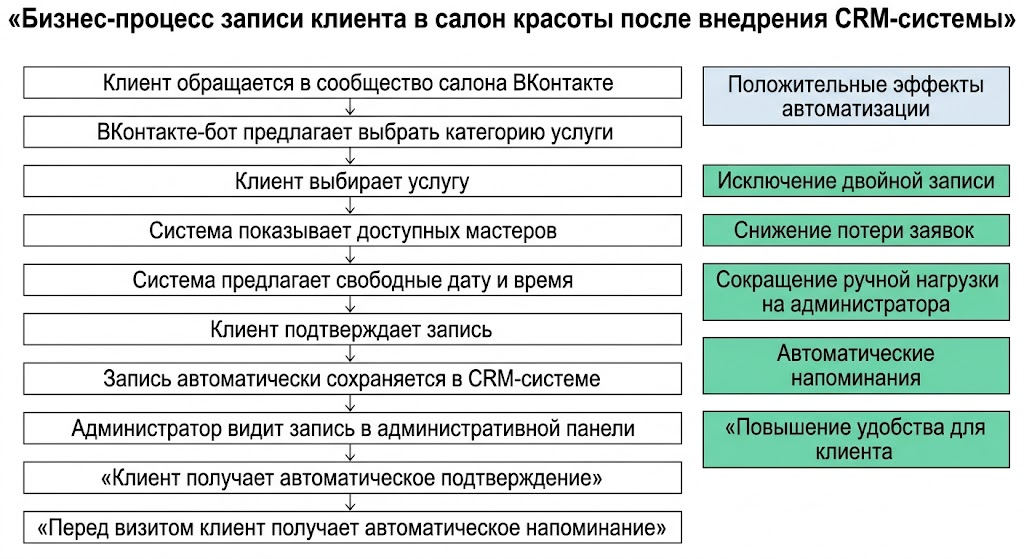 «Бизнес-процесс записи клиента в салон красоты после внедрения CRM-системы»
Клиент обращается в сообщество салона ВКонтакте
ВКонтакте-бот предлагает выбрать категорию услуги
Клиент выбирает услугу
Система показывает доступных мастеров
Система предлагает свободные дату и время
Клиент подтверждает запись
Запись автоматически сохраняется в CRM-системе
Администратор видит запись в административной панели
«Клиент получает автоматическое подтверждение»
«Перед визитом клиент получает автоматическое напоминание»
Положительные эффекты
автоматизации
Исключение двойной записи
Снижение потери заявок
Сокращение ручной нагрузки
на администратора
Автоматические
напоминания
«Повышение удобства для
клиента